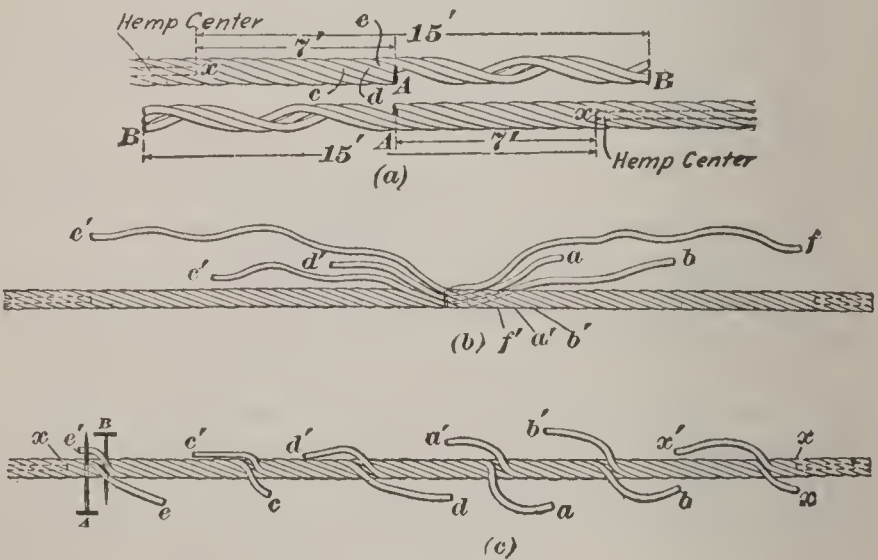 Hemp Center
15'
e
7'
x
c
d
A
B
B
A
x
15'
7'
Hemp Center
(a)
e'
d'
c'
a
b
f
(b) f' a' b'
x
e'
B
c'
d'
a'
b'
x'
x
A
e
c
d
a
b
x
(c)